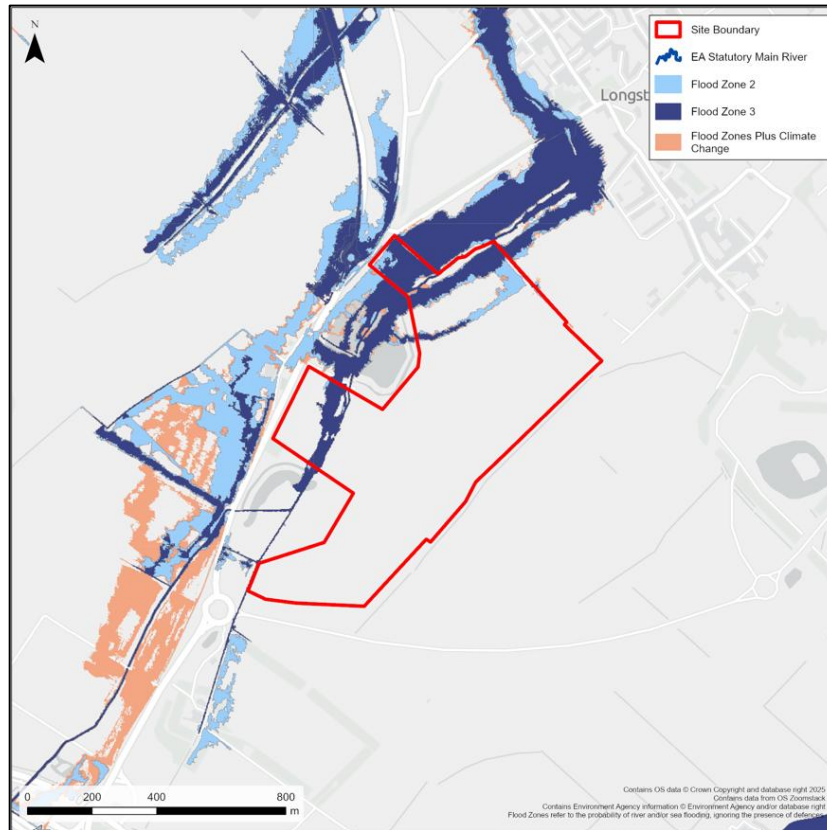 N
Site Boundary
EA Statutory Main River
Flood Zone 2
Flood Zone 3
Flood Zones Plus Climate
Change
Longst
0 200 400 800
m
Contains OS data © Crown Copyright and database right 2025
Contains data from OS Zoomstack
Contains Environment Agency information © Environment Agency and/or database right
Flood Zones refer to the probability of river and/or sea flooding, ignoring the presence of defences